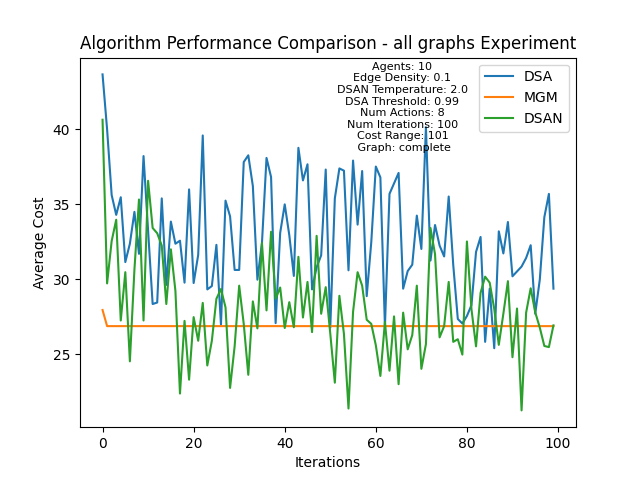 Algorithm Performance Comparison - all graphs Experiment
Agents: 10
Edge Density: 0.1
DSAN Temperature: 2.0
DSA Threshold: 0.99
Num Actions: 8
Num Iterations: 100
Cost Range: 101
Graph: complete
DSA
MGM
DSAN
Average Cost
40
35
30
25
0
20
40
60
80
100
Iterations